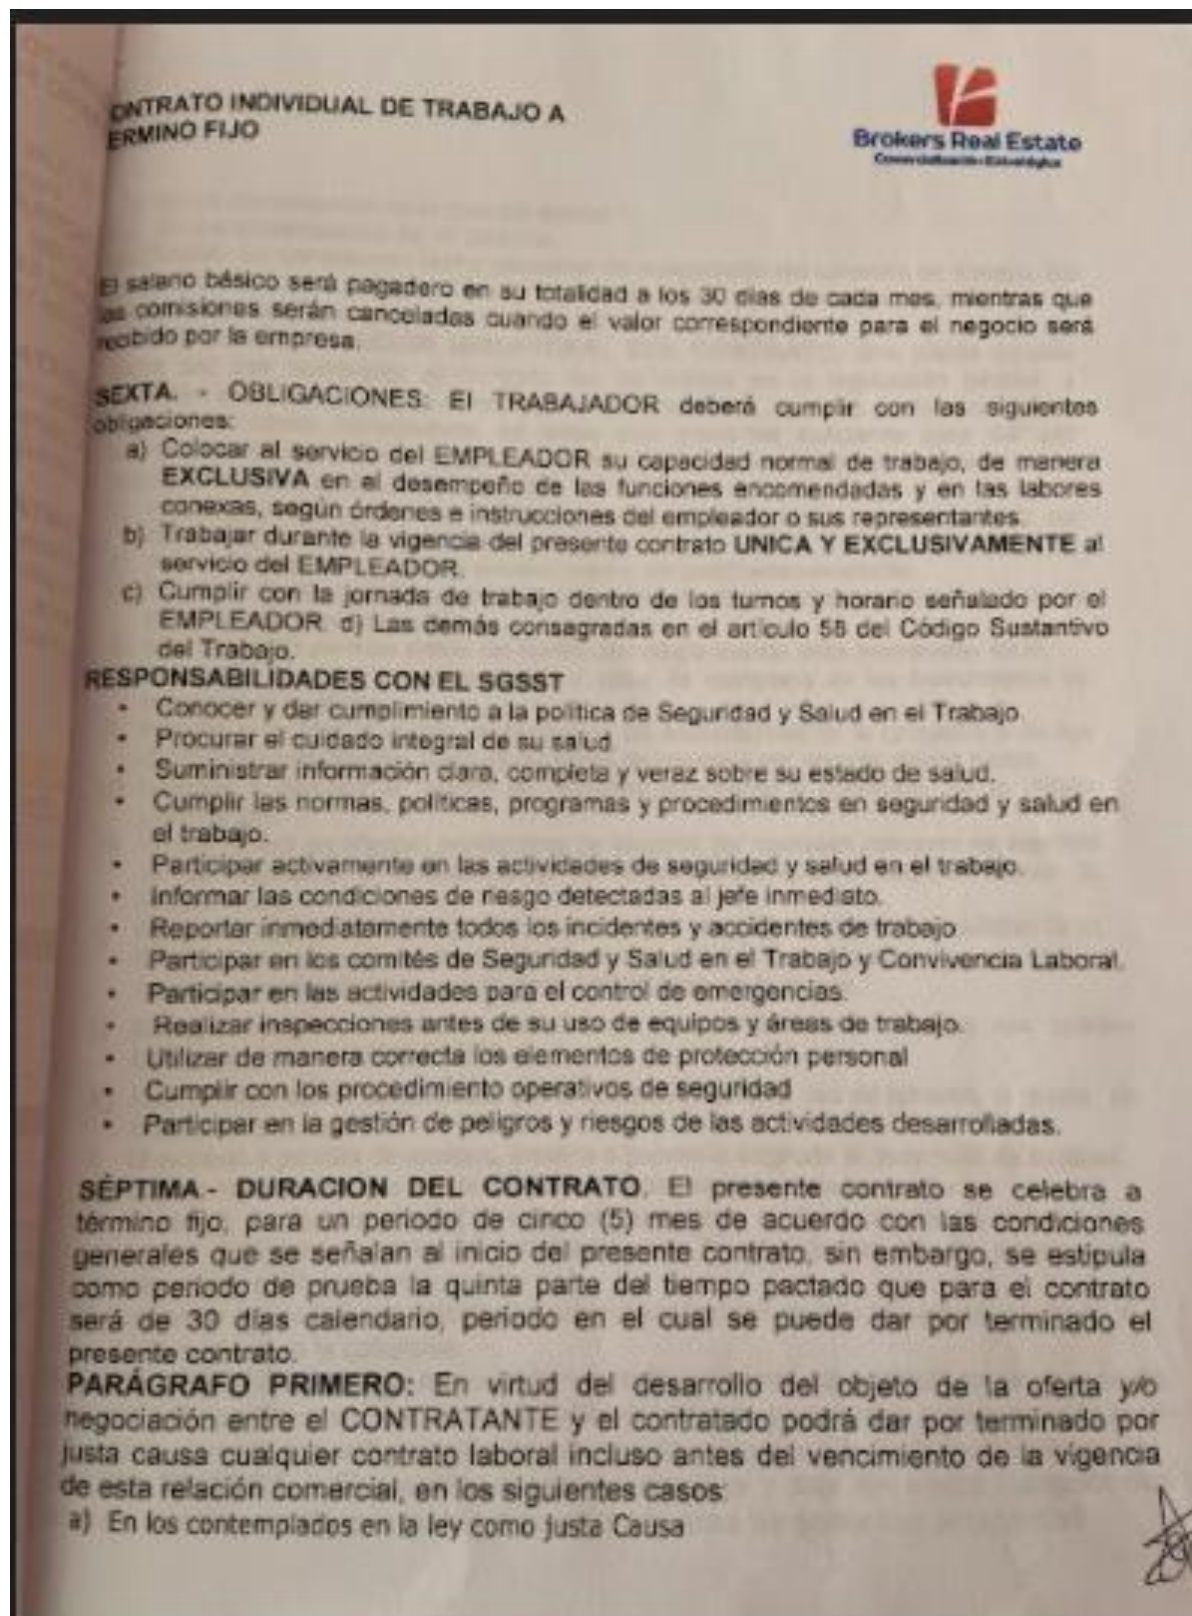 ONTRATO INDIVIDUAL DE TRABAJO A
ERMINO FIJO
Brokers Real Estate
Comercialización Estratégica
El salario básico será pagadero en su totalidad a los 30 días de cada mes, mientras que
las comisiones serán canceladas cuando el valor correspondiente para el negocio será
recibido por la empresa.
SEXTA. - OBLIGACIONES: El TRABAJADOR deberá cumplir con las siguientes
obligaciones:
a) Colocar al servicio del EMPLEADOR su capacidad normal de trabajo, de manera
EXCLUSIVA en el desempeño de las funciones encomendadas y en las labores
conexas, según órdenes e instrucciones del empleador o sus representantes.
b) Trabajar durante la vigencia del presente contrato UNICA Y EXCLUSIVAMENTE al
servicio del EMPLEADOR.
c) Cumplir con la jornada de trabajo dentro de los turnos y horario señalado por el
EMPLEADOR. d) Las demás consagradas en el artículo 58 del Código Sustantivo
del Trabajo.
RESPONSABILIDADES CON EL SGSST
• Conocer y dar cumplimiento a la política de Seguridad y Salud en el Trabajo
• Procurar el cuidado integral de su salud
• Suministrar información clara, completa y veraz sobre su estado de salud.
• Cumplir las normas, políticas, programas y procedimientos en seguridad y salud en
el trabajo.
• Participar activamente en las actividades de seguridad y salud en el trabajo.
• Informar las condiciones de riesgo detectadas al jefe inmediato.
• Reportar inmediatamente todos los incidentes y accidentes de trabajo
• Participar en los comités de Seguridad y Salud en el Trabajo y Convivencia Laboral.
• Participar en las actividades para el control de emergencias.
• Realizar inspecciones antes de su uso de equipos y áreas de trabajo.
• Utilizar de manera correcta los elementos de protección personal
• Cumplir con los procedimiento operativos de seguridad
• Participar en la gestión de peligros y riesgos de las actividades desarrolladas.
SÉPTIMA.- DURACION DEL CONTRATO. El presente contrato se celebra a
término fijo, para un periodo de cinco (5) mes de acuerdo con las condiciones
generales que se señalan al inicio del presente contrato, sin embargo, se estipula
como periodo de prueba la quinta parte del tiempo pactado que para el contrato
será de 30 días calendario, periodo en el cual se puede dar por terminado el
presente contrato.
PARÁGRAFO PRIMERO: En virtud del desarrollo del objeto de la oferta y/o
negociación entre el CONTRATANTE y el contratado podrá dar por terminado por
justa causa cualquier contrato laboral incluso antes del vencimiento de la vigencia
de esta relación comercial, en los siguientes casos:
a) En los contemplados en la ley como justa Causa